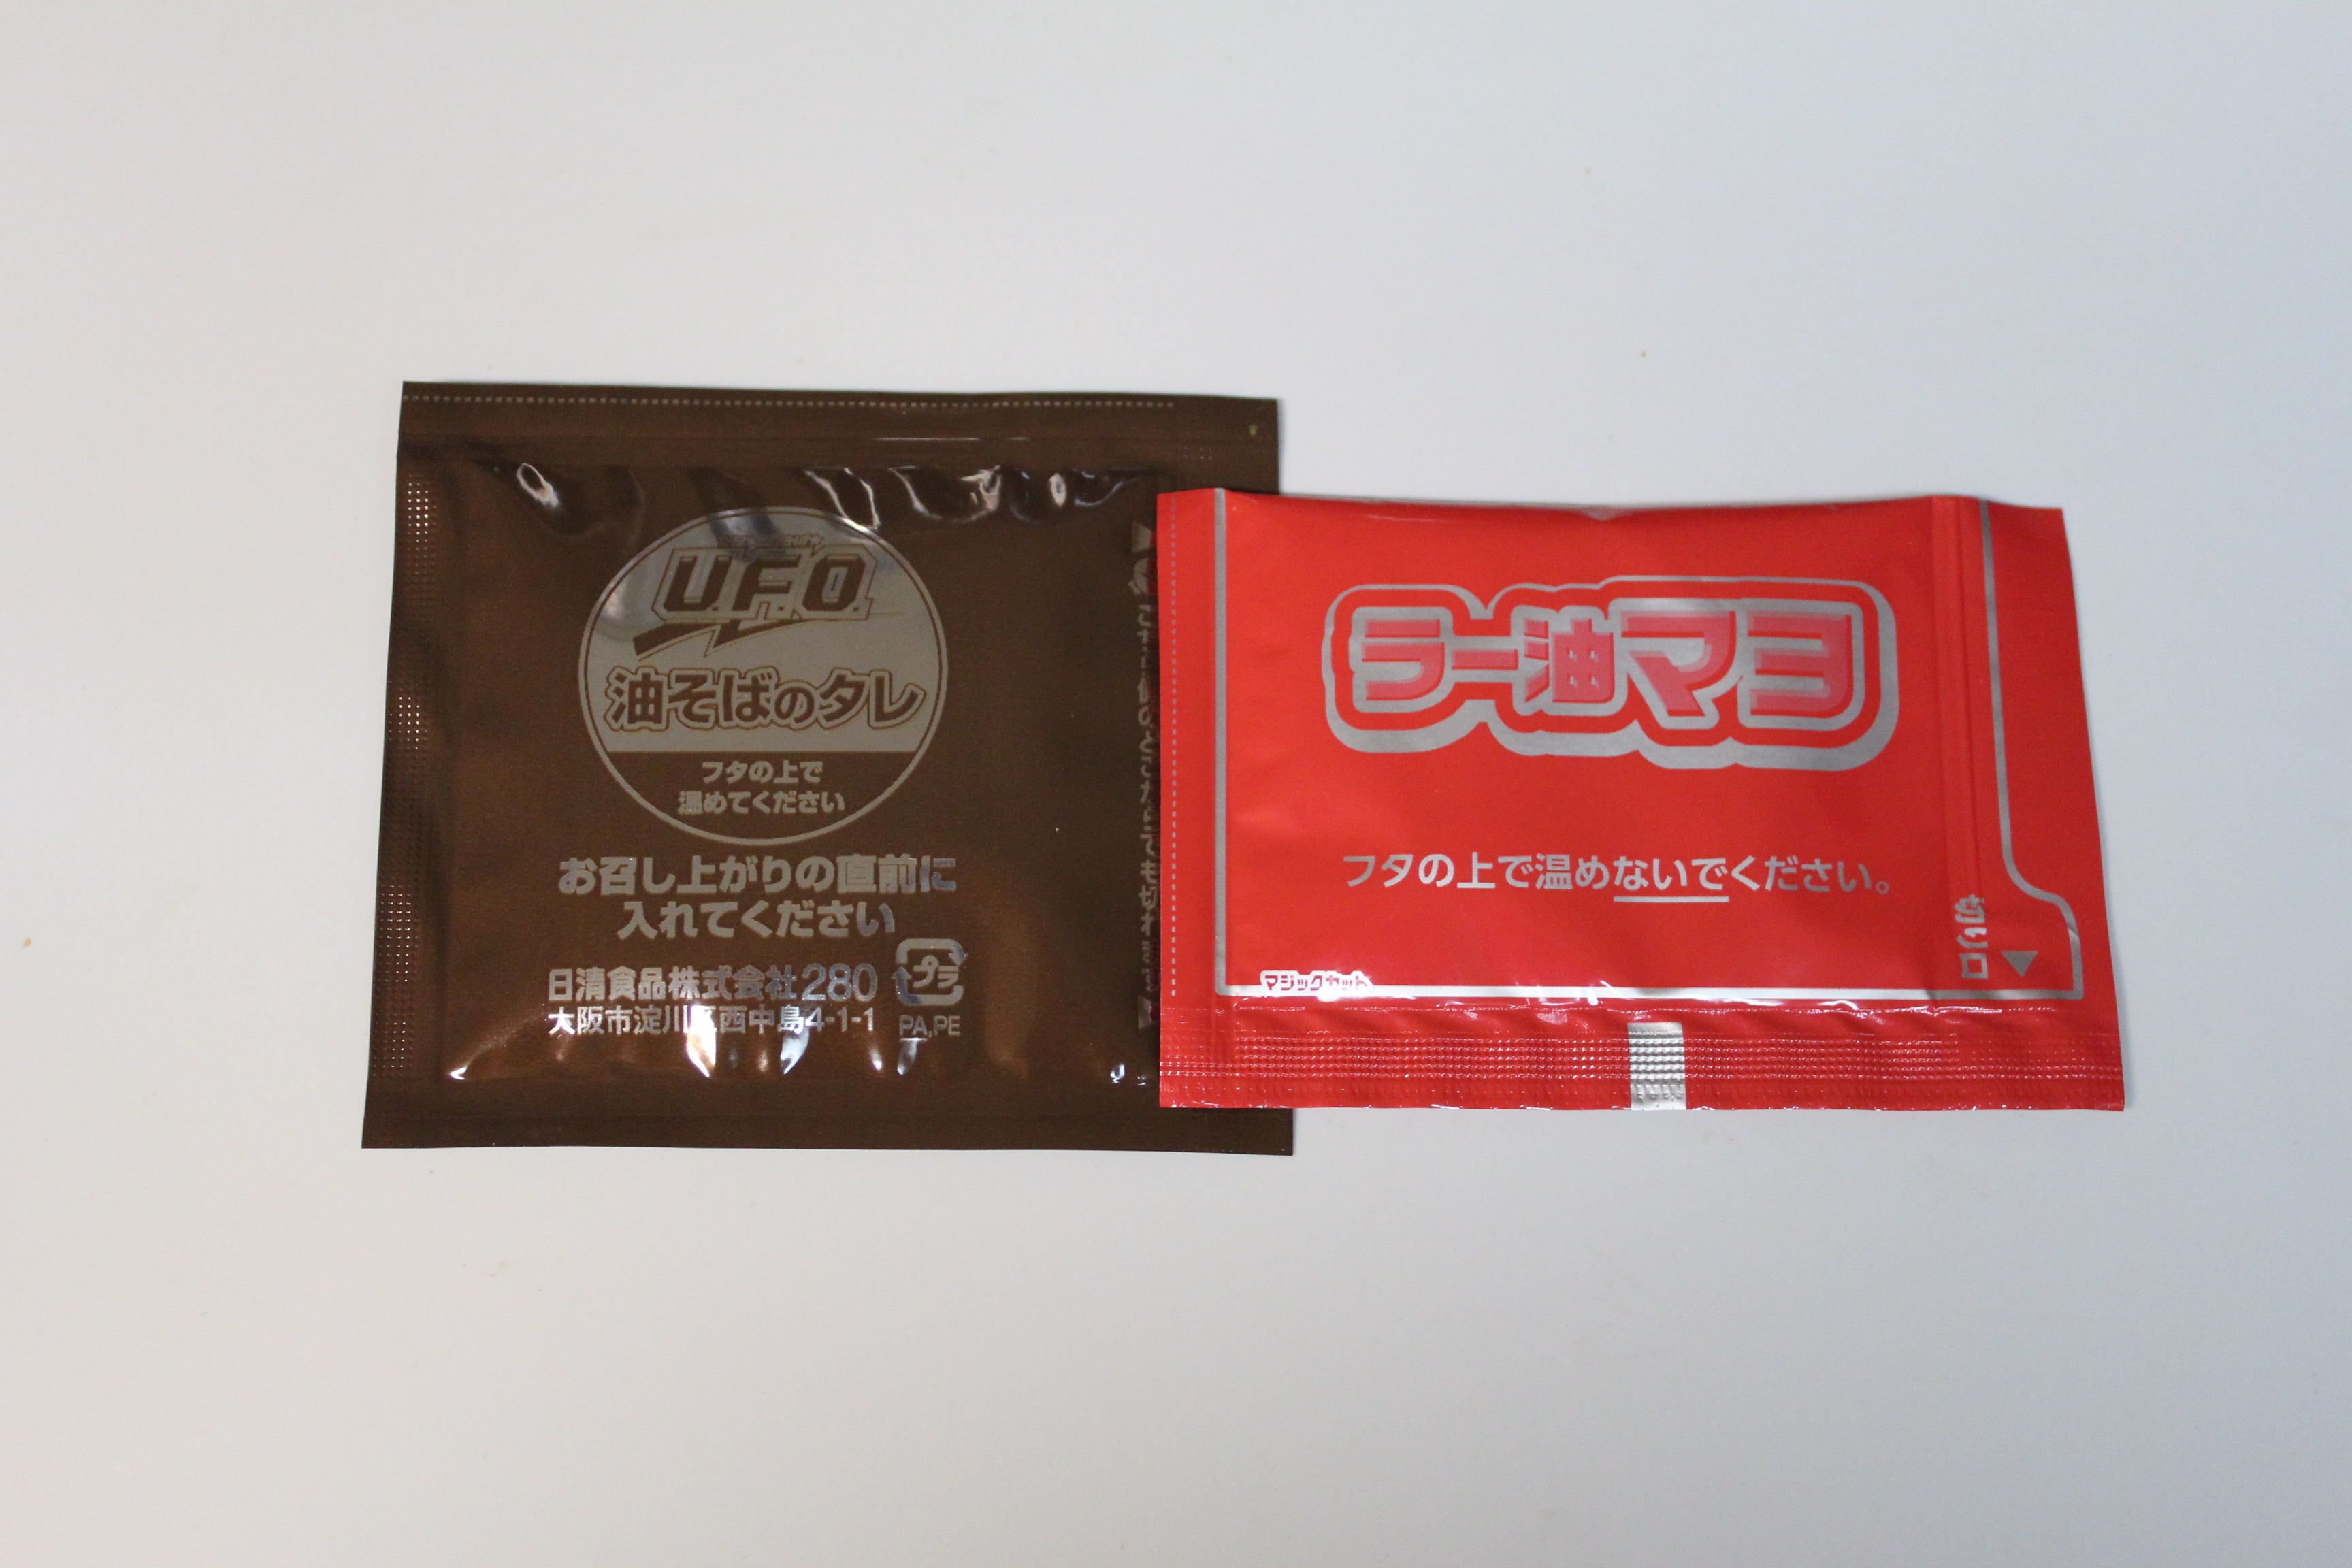 U.F.O.
油そばのタレ
フタの上で
温めてください
お召し上がりの直前に
入れてください
日清食品株式会社280
大阪市淀川区西中島4-1-1
プラ
PA,PE
ラー油マヨ
フタの上で温めないでください。
切り口
マジックカット